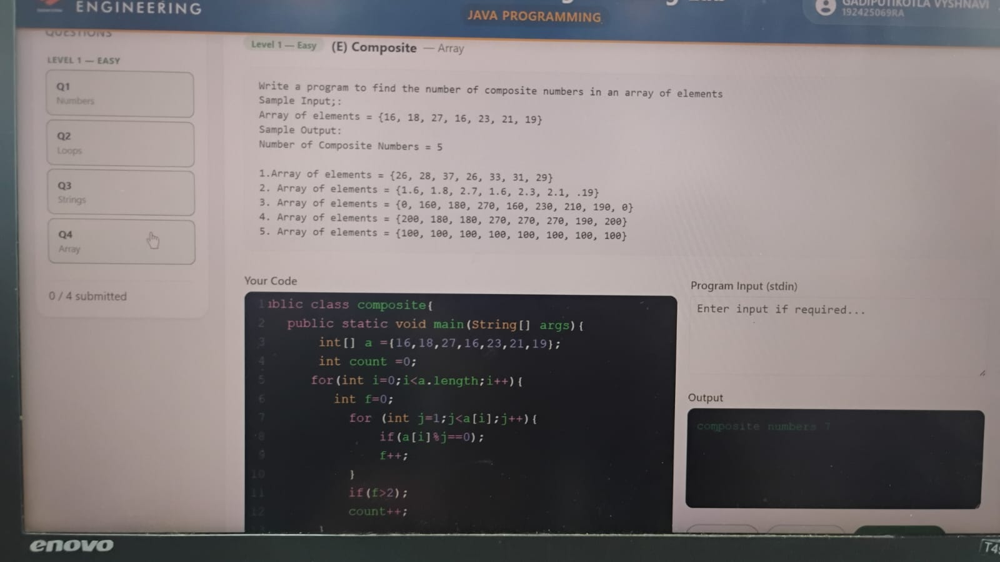 ENGINEERING
JAVA PROGRAMMING
GADIPUTIKOTLA VYSHNAVI
192425069RA
QUESTIONS
LEVEL 1 — EASY
Q1
Numbers
Q2
Loops
Q3
Strings
Q4
Array
0 / 4 submitted
Level 1 — Easy (E) Composite — Array
Write a program to find the number of composite numbers in an array of elements
Sample Input;:
Array of elements = {16, 18, 27, 16, 23, 21, 19}
Sample Output:
Number of Composite Numbers = 5
1.Array of elements = {26, 28, 37, 26, 33, 31, 29}
2. Array of elements = {1.6, 1.8, 2.7, 1.6, 2.3, 2.1, .19}
3. Array of elements = {0, 160, 180, 270, 160, 230, 210, 190, 0}
4. Array of elements = {200, 180, 180, 270, 270, 270, 190, 200}
5. Array of elements = {100, 100, 100, 100, 100, 100, 100, 100}
Your Code
1 ublic class composite{
2 public static void main(String[] args){
3 int[] a ={16,18,27,16,23,21,19};
4 int count =0;
5 for(int i=0;i<a.length;i++){
6 int f=0;
7 for (int j=1;j<a[i];j++){
8 if(a[i]%j==0);
9 f++;
10 }
11 if(f>2);
12 count++;
13 }
Program Input (stdin)
Enter input if required...
Output
composite numbers 7
enovo